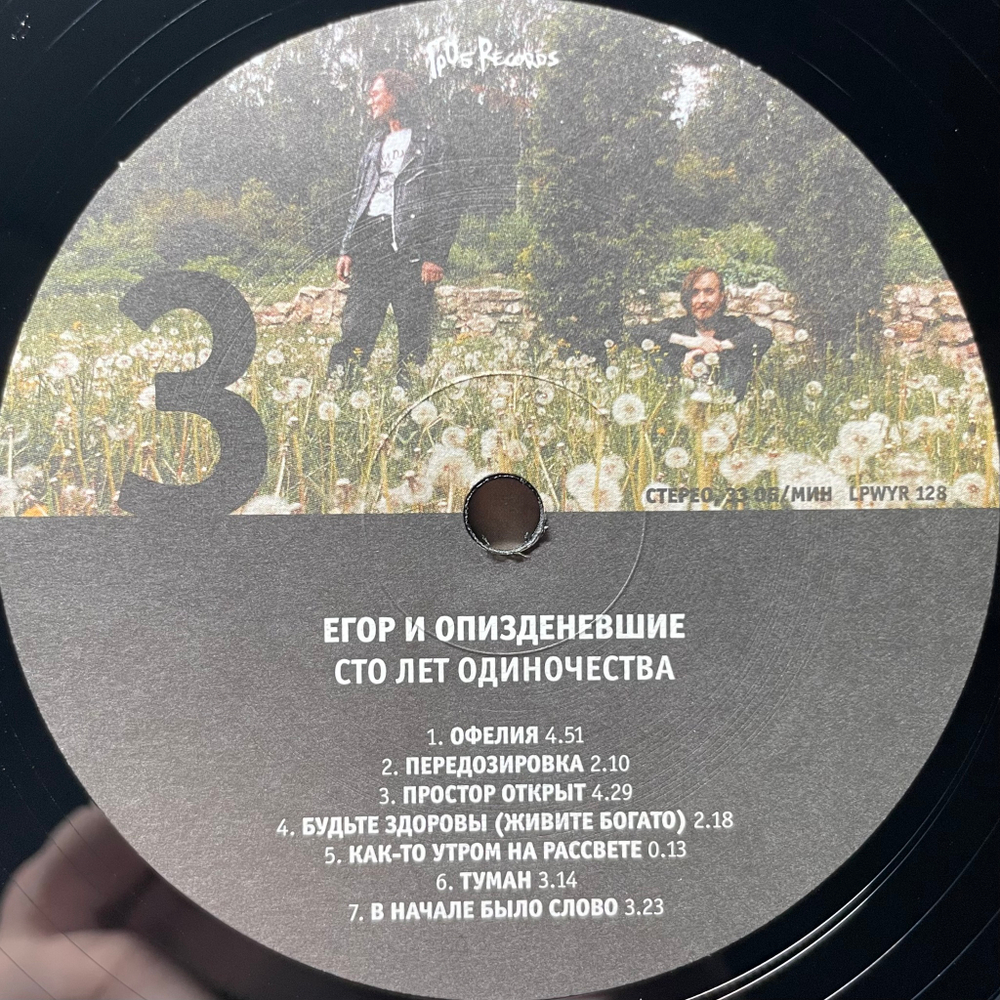 ГрОб Records
3
СТЕРЕО, 33 ОБ/МИН LPWYR 128
ЕГОР И ОПИЗДЕНЕВШИЕ
СТО ЛЕТ ОДИНОЧЕСТВА
1. ОФЕЛИЯ 4.51
2. ПЕРЕДОЗИРОВКА 2.10
3. ПРОСТОР ОТКРЫТ 4.29
4. БУДЬТЕ ЗДОРОВЫ (ЖИВИТЕ БОГАТО) 2.18
5. КАК-ТО УТРОМ НА РАССВЕТЕ 0.13
6. ТУМАН 3.14
7. В НАЧАЛЕ БЫЛО СЛОВО 3.23